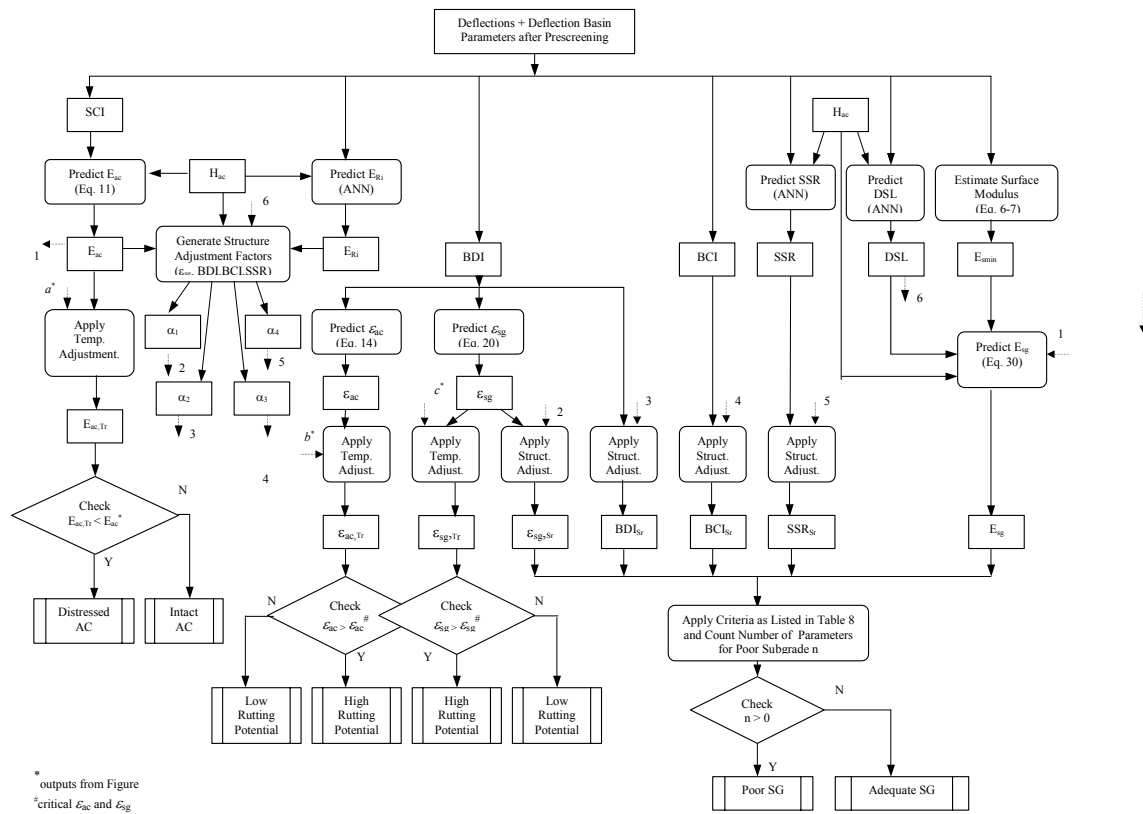 Deflections + Deflection Basin
Parameters after Prescreening
SCI
H_ac
Predict E_ac
(Eq. 11)
H_ac
Predict E_Ri
(ANN)
Predict SSR
(ANN)
Predict
DSL
(ANN)
Estimate Surface
Modulus
(Eq. 6-7)
6
1
E_ac
Generate Structure
Adjustment Factors
(ε_sg, BDI,BCI,SSR)
E_Ri
BDI
BCI
SSR
DSL
E_smin
a*
6
Apply
Temp.
Adjustment.
α₁
α₄
Predict ε_ac
(Eq. 14)
Predict ε_sg
(Eq. 20)
1
Predict E_sg
(Eq. 30)
2
5
α₂
α₃
ε_ac
ε_sg
c*
2
3
4
5
E_ac,Tr
3
b*
Apply
Temp.
Adjust.
Apply
Temp.
Adjust.
Apply
Struct.
Adjust.
Apply
Struct.
Adjust.
Apply
Struct.
Adjust.
Apply
Struct.
Adjust.
4
Check
E_ac,Tr < E_ac*
N
Y
ε_ac,Tr
ε_sg,Tr
ε_sg,Sr
BDI_Sr
BCI_Sr
SSR_Sr
E_sg
Distressed
AC
Intact
AC
N
Check
ε_ac > ε_ac#
Y
Check
ε_sg > ε_sg#
Y
N
Apply Criteria as Listed in Table 8
and Count Number of Parameters
for Poor Subgrade n
Low
Rutting
Potential
High
Rutting
Potential
High
Rutting
Potential
Low
Rutting
Potential
Check
n > 0
N
Y
Poor SG
Adequate SG
*outputs from Figure
#critical ε_ac and ε_sg